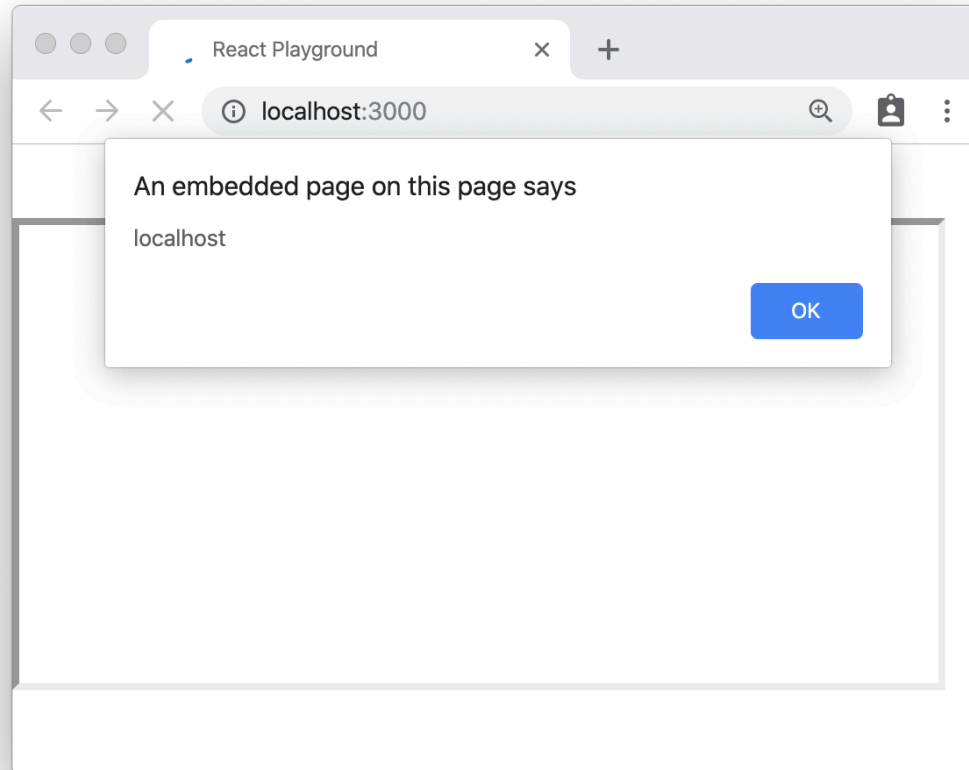 React Playground
localhost:3000
An embedded page on this page says
localhost
OK